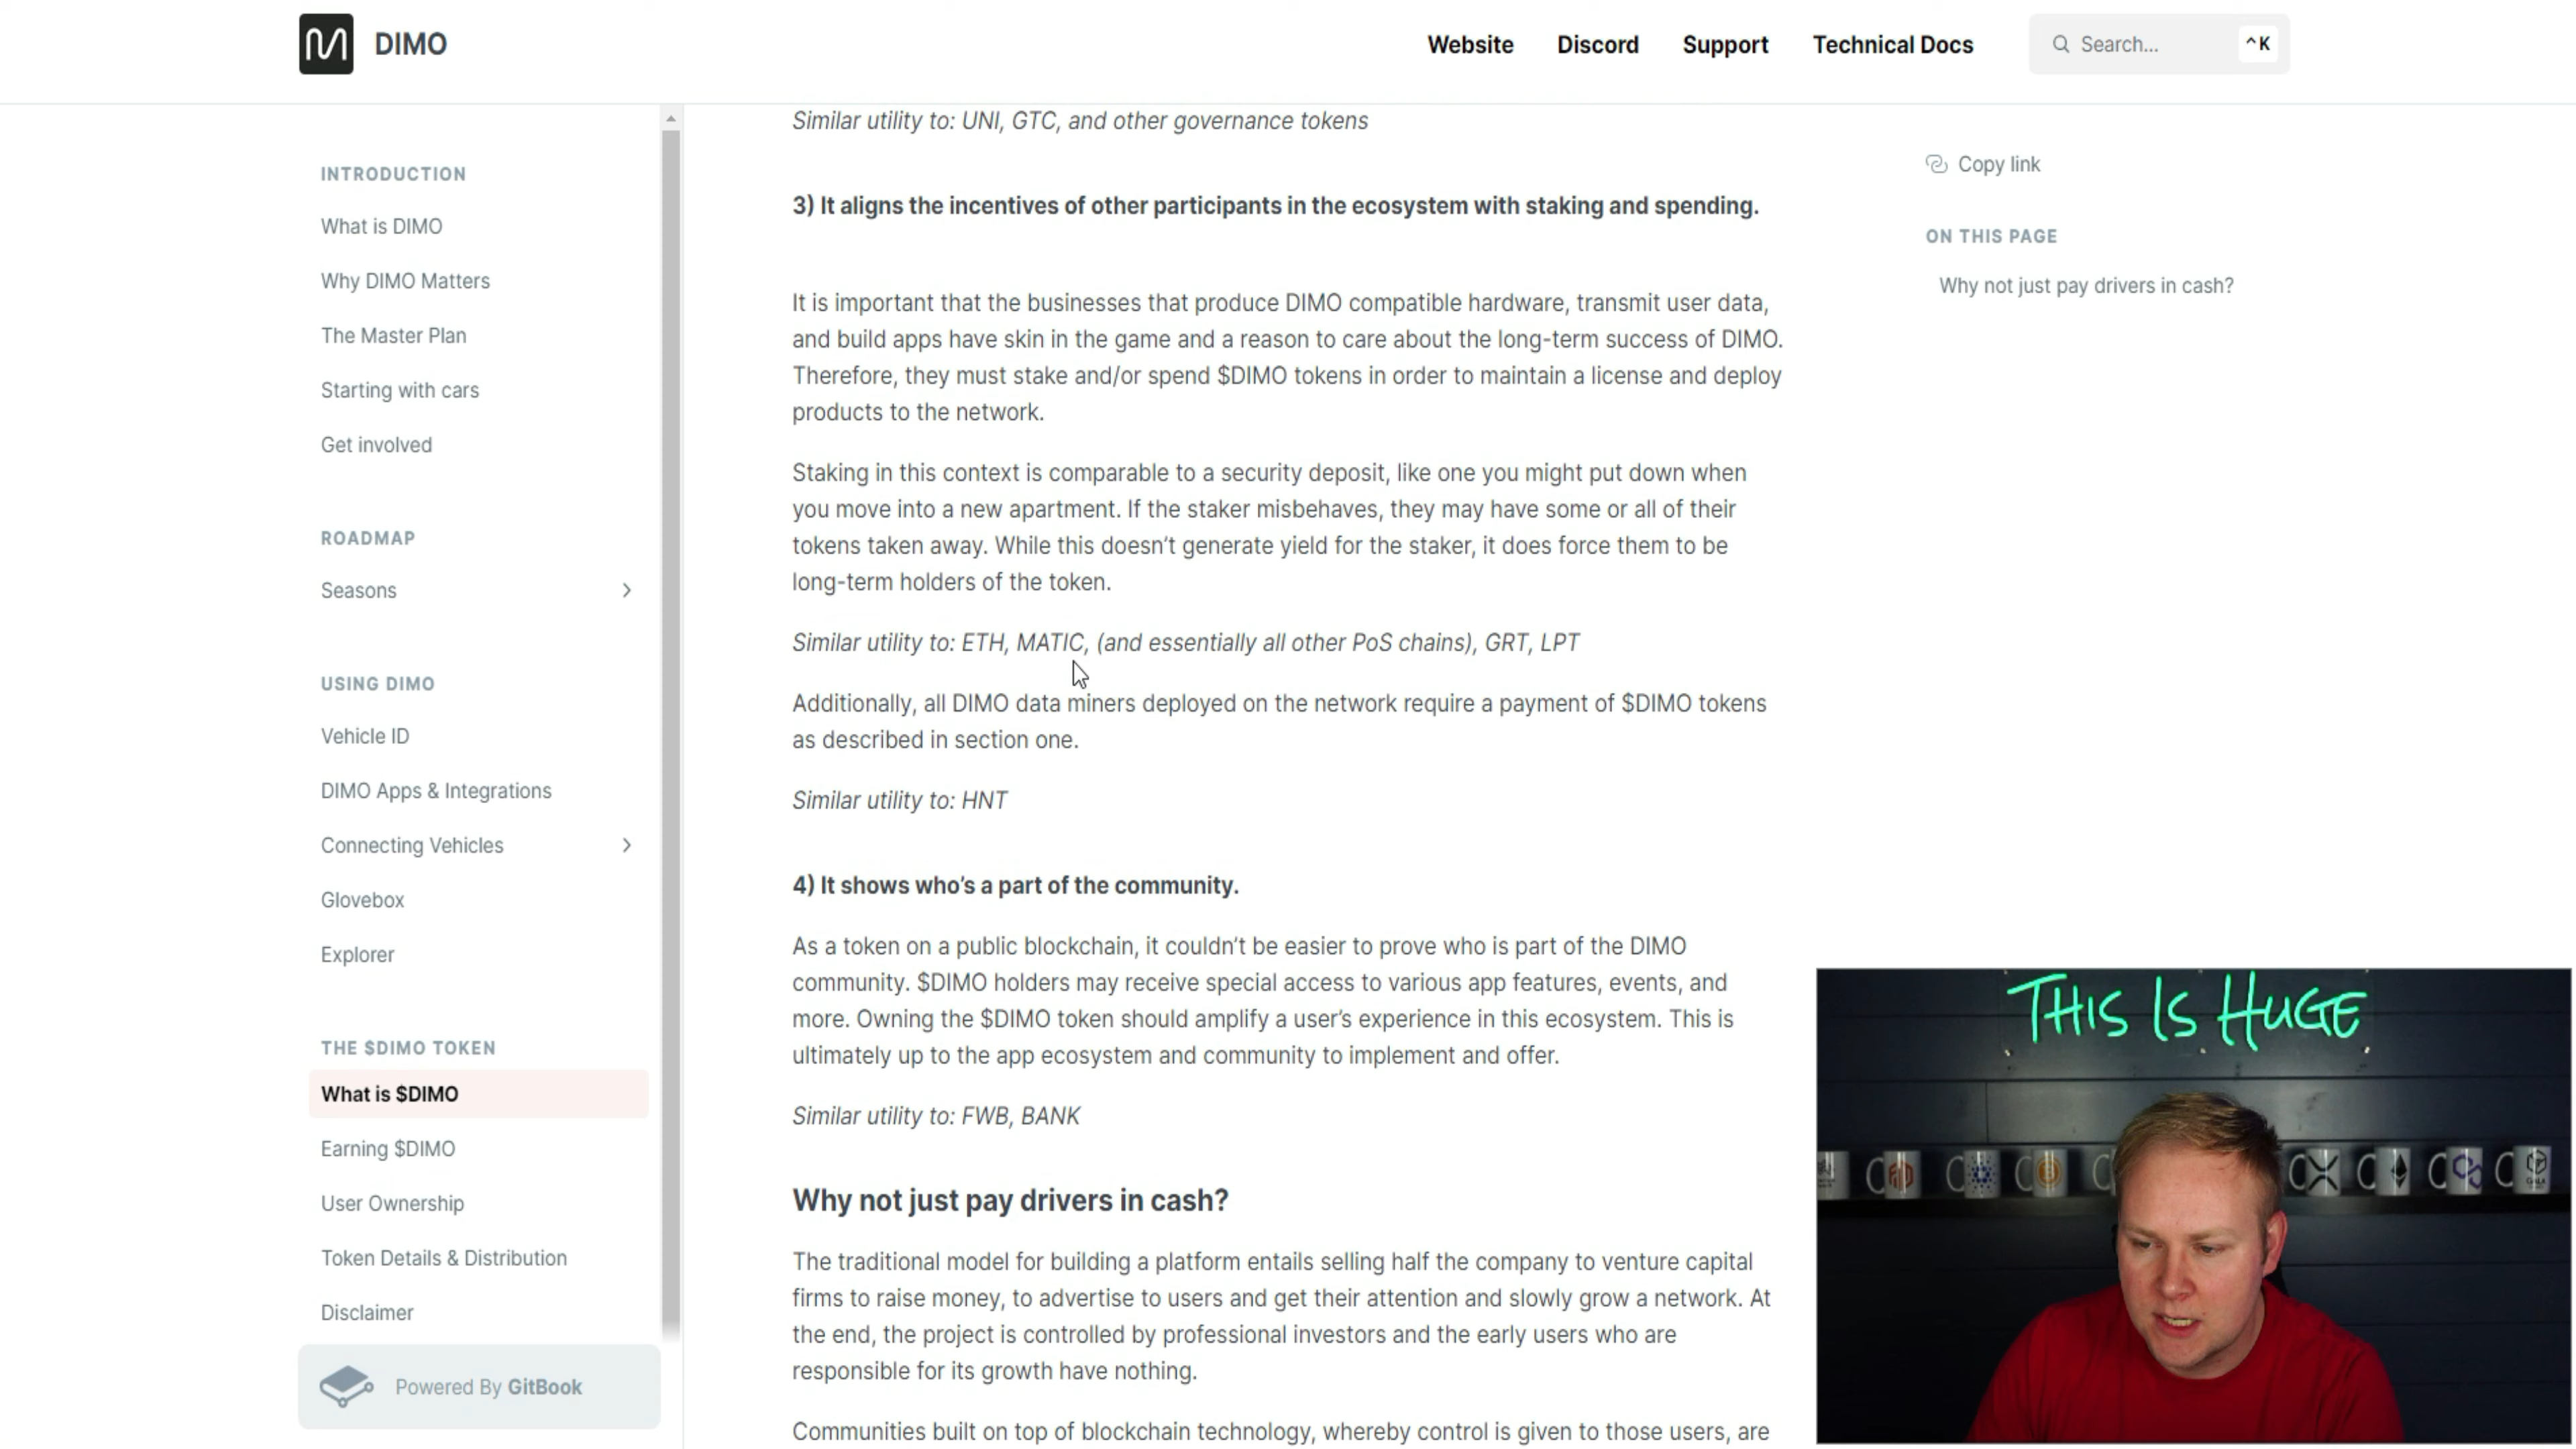 DIMO
Website
Discord
Support
Technical Docs
Search...
^K
INTRODUCTION
What is DIMO
Why DIMO Matters
The Master Plan
Starting with cars
Get involved
ROADMAP
Seasons
USING DIMO
Vehicle ID
DIMO Apps & Integrations
Connecting Vehicles
Glovebox
Explorer
THE $DIMO TOKEN
What is $DIMO
Earning $DIMO
User Ownership
Token Details & Distribution
Disclaimer
Powered By GitBook
Similar utility to: UNI, GTC, and other governance tokens
3) It aligns the incentives of other participants in the ecosystem with staking and spending.
It is important that the businesses that produce DIMO compatible hardware, transmit user data,
and build apps have skin in the game and a reason to care about the long-term success of DIMO.
Therefore, they must stake and/or spend $DIMO tokens in order to maintain a license and deploy
products to the network.
Staking in this context is comparable to a security deposit, like one you might put down when
you move into a new apartment. If the staker misbehaves, they may have some or all of their
tokens taken away. While this doesn't generate yield for the staker, it does force them to be
long-term holders of the token.
Similar utility to: ETH, MATIC, (and essentially all other PoS chains), GRT, LPT
Additionally, all DIMO data miners deployed on the network require a payment of $DIMO tokens
as described in section one.
Similar utility to: HNT
4) It shows who's a part of the community.
As a token on a public blockchain, it couldn't be easier to prove who is part of the DIMO
community. $DIMO holders may receive special access to various app features, events, and
more. Owning the $DIMO token should amplify a user's experience in this ecosystem. This is
ultimately up to the app ecosystem and community to implement and offer.
Similar utility to: FWB, BANK
Why not just pay drivers in cash?
The traditional model for building a platform entails selling half the company to venture capital
firms to raise money, to advertise to users and get their attention and slowly grow a network. At
the end, the project is controlled by professional investors and the early users who are
responsible for its growth have nothing.
Communities built on top of blockchain technology, whereby control is given to those users, are
Copy link
ON THIS PAGE
Why not just pay drivers in cash?
THIS IS HUGE